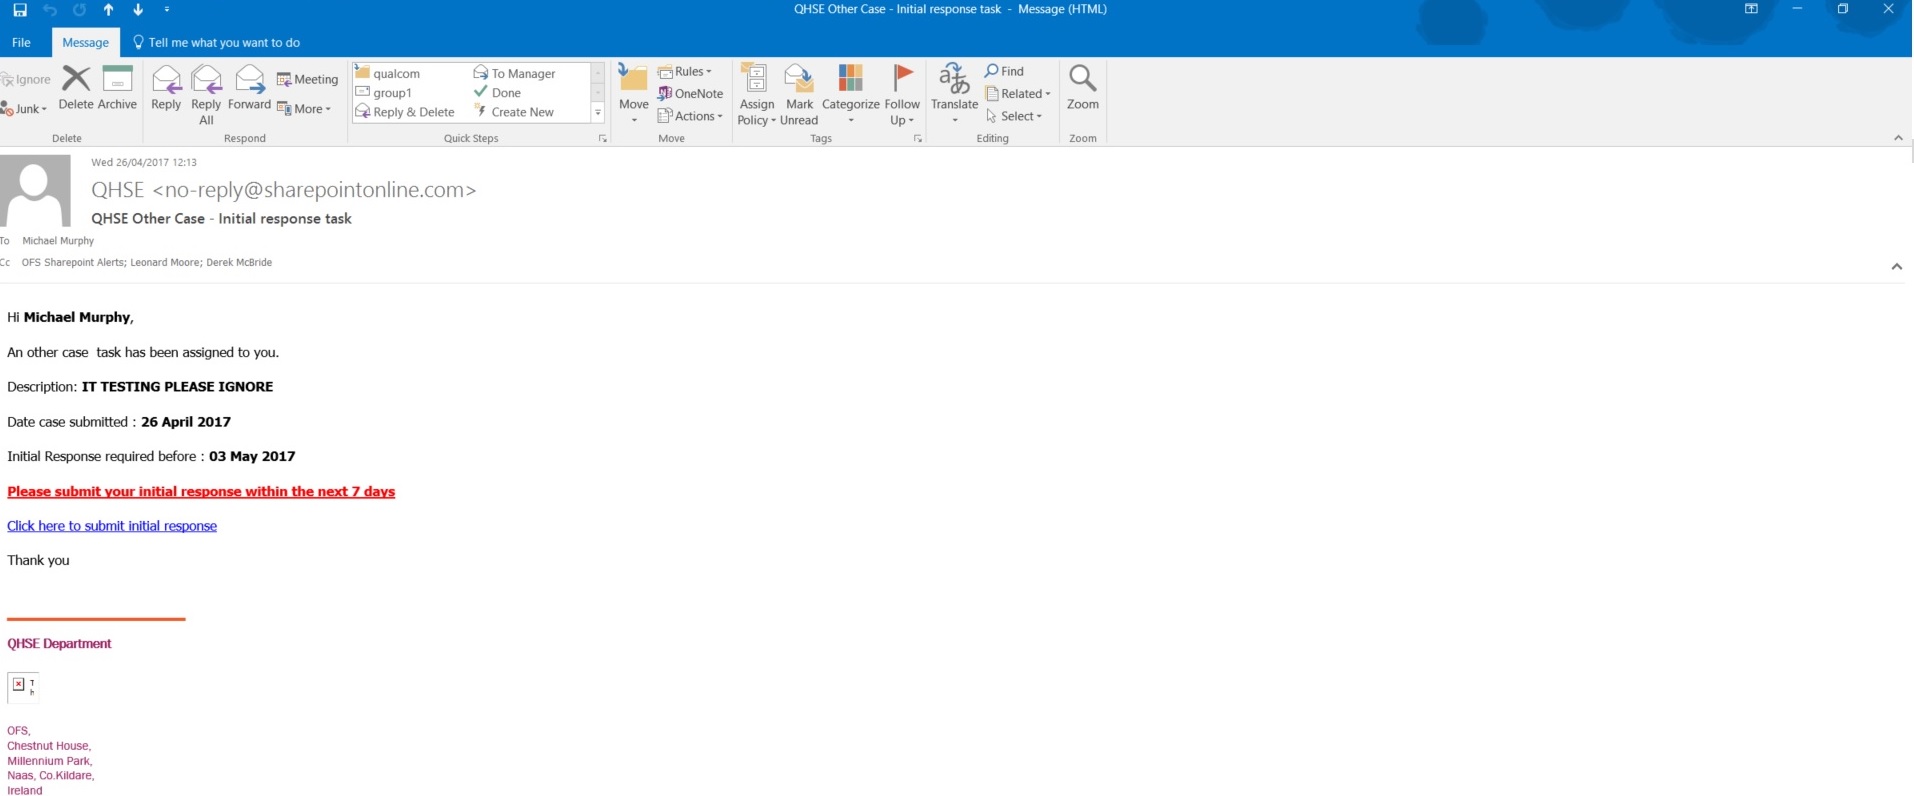 QHSE Other Case - Initial response task - Message (HTML)
File Message Tell me what you want to do
Ignore
Junk
Delete Archive
Delete
Reply Reply All Forward Meeting
More
Respond
qualcom To Manager
group1 Done
Reply & Delete Create New
Quick Steps
Move Rules
OneNote
Actions
Move
Assign Policy Mark Unread Categorize Follow Up
Tags
Translate Find
Related
Select
Editing
Zoom
Zoom
Wed 26/04/2017 12:13
QHSE <no-reply@sharepointonline.com>
QHSE Other Case - Initial response task
To Michael Murphy
Cc OFS Sharepoint Alerts; Leonard Moore; Derek McBride
Hi Michael Murphy,
An other case  task has been assigned to you.
Description: IT TESTING PLEASE IGNORE
Date case submitted : 26 April 2017
Initial Response required before : 03 May 2017
Please submit your initial response within the next 7 days
Click here to submit initial response
Thank you
QHSE Department
T
h
OFS,
Chestnut House,
Millennium Park,
Naas, Co.Kildare,
Ireland